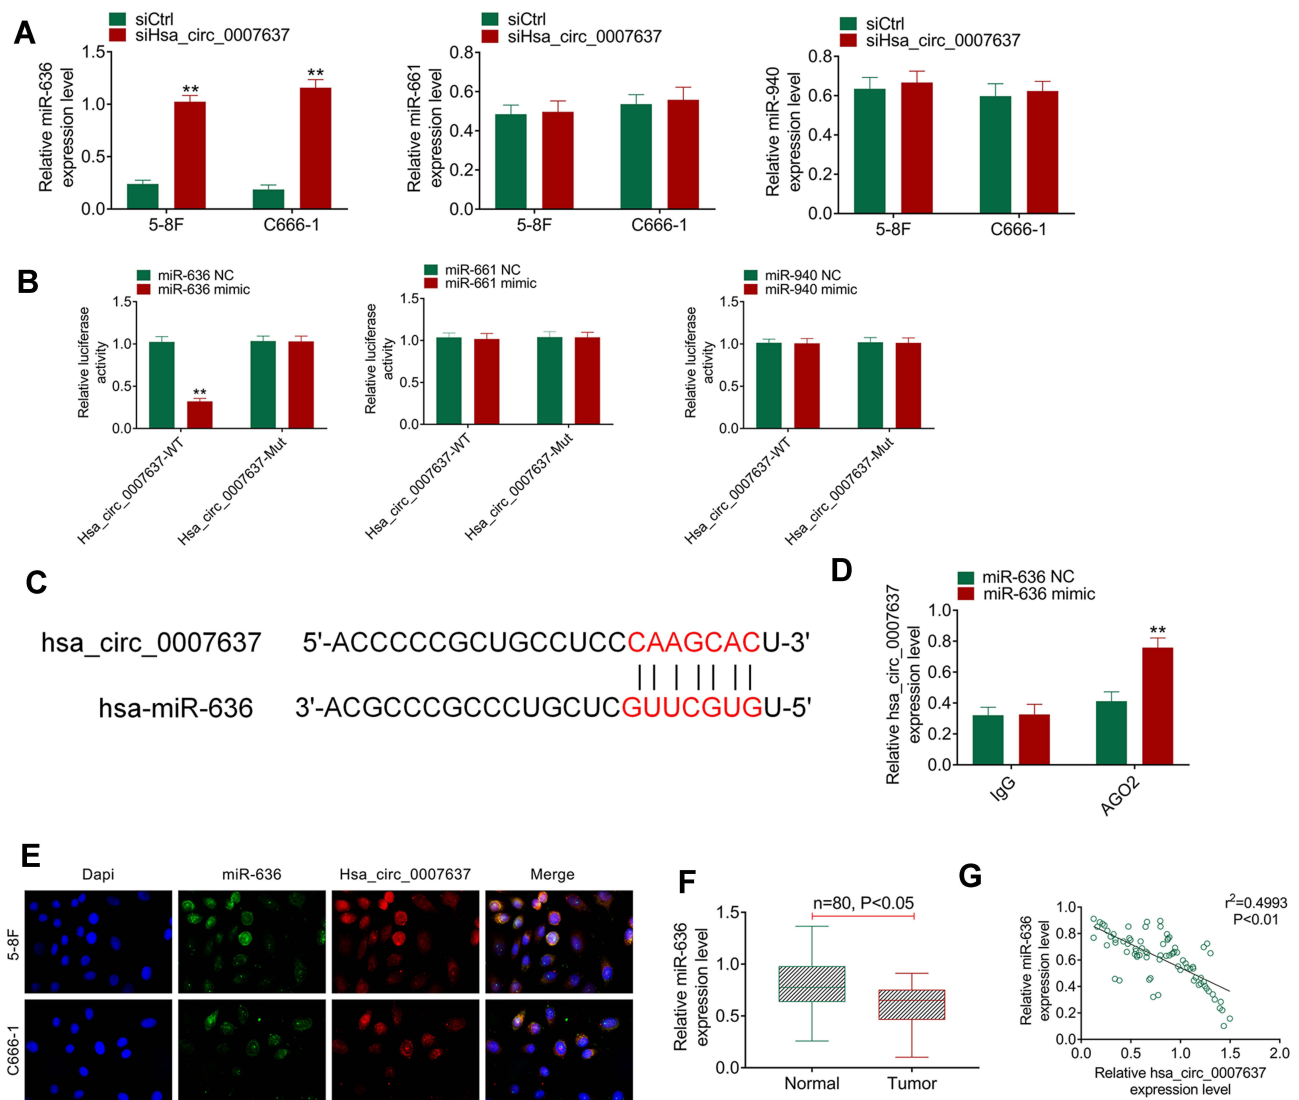 A
siCtrl
siHsa_circ_0007637
Relative miR-636
expression level
1.5
1.0
0.5
0.0
**
**
5-8F
C666-1
siCtrl
siHsa_circ_0007637
Relative miR-661
expression level
0.8
0.6
0.4
0.2
0.0
5-8F
C666-1
siCtrl
siHsa_circ_0007637
Relative miR-940
expression level
0.8
0.6
0.4
0.2
0.0
5-8F
C666-1
B
miR-636 NC
miR-636 mimic
Relative luciferase
activity
1.5
1.0
0.5
0.0
**
Hsa_circ_0007637-WT
Hsa_circ_0007637-Mut
miR-661 NC
miR-661 mimic
Relative luciferase
activity
1.5
1.0
0.5
0.0
Hsa_circ_0007637-WT
Hsa_circ_0007637-Mut
miR-940 NC
miR-940 mimic
Relative luciferase
activity
1.5
1.0
0.5
0.0
Hsa_circ_0007637-WT
Hsa_circ_0007637-Mut
C
hsa_circ_0007637 5'-ACCCCCGCUGCCUCCCAAGCACU-3'
hsa-miR-636 3'-ACGCCCGCCCUGCUCGUUCGUGU-5'
D
miR-636 NC
miR-636 mimic
Relative hsa_circ_0007637
expression level
1.0
0.8
0.6
0.4
0.2
0.0
**
IgG
AGO2
E
Dapi miR-636 Hsa_circ_0007637 Merge
5-8F
C666-1
F
n=80, P<0.05
Relative miR-636
expression level
1.5
1.0
0.5
0.0
Normal Tumor
G
r²=0.4993
P<0.01
Relative miR-636
expression level
1.0
0.8
0.6
0.4
0.2
0.0
0.0 0.5 1.0 1.5 2.0
Relative hsa_circ_0007637
expression level